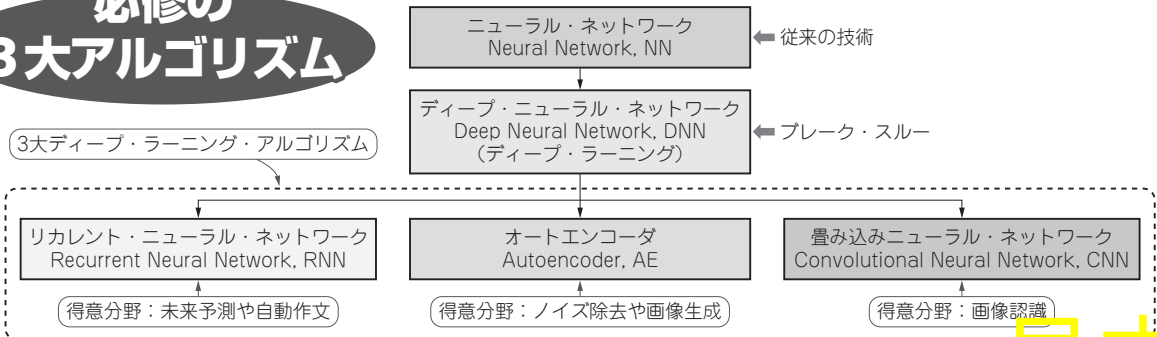 必修の
3大アルゴリズム
ニューラル・ネットワーク
Neural Network, NN
従来の技術
ディープ・ニューラル・ネットワーク
Deep Neural Network, DNN
（ディープ・ラーニング）
ブレーク・スルー
3大ディープ・ラーニング・アルゴリズム
リカレント・ニューラル・ネットワーク
Recurrent Neural Network, RNN
オートエンコーダ
Autoencoder, AE
畳み込みニューラル・ネットワーク
Convolutional Neural Network, CNN
得意分野：未来予測や自動作文
得意分野：ノイズ除去や画像生成
得意分野：画像認識